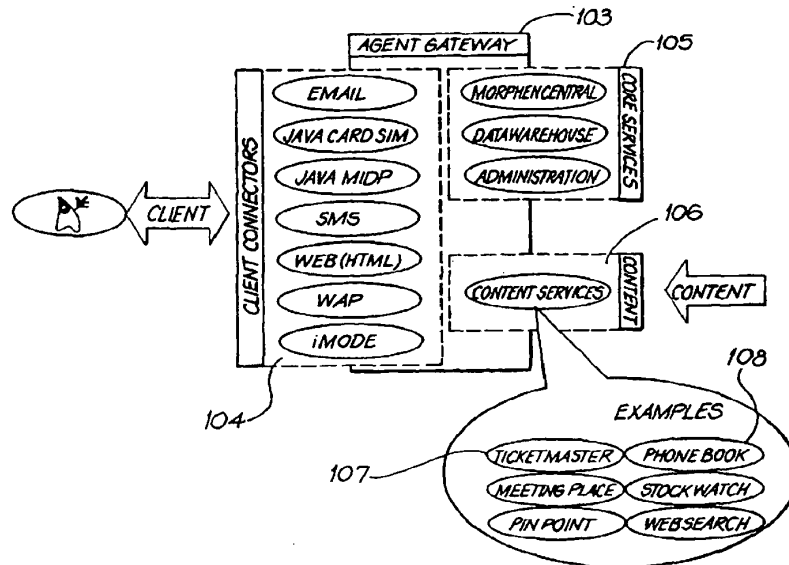 103
AGENT GATEWAY
105
CLIENT CONNECTORS
EMAIL
JAVA CARD SIM
JAVA MIDP
SMS
WEB (HTML)
WAP
iMODE
104
CLIENT
MORPHEN CENTRAL
DATAWAREHOUSE
ADMINISTRATION
CORE SERVICES
106
CONTENT SERVICES
CONTENT
CONTENT
108
EXAMPLES
107
TICKETMASTER
PHONE BOOK
MEETING PLACE
STOCKWATCH
PIN POINT
WEBSEARCH